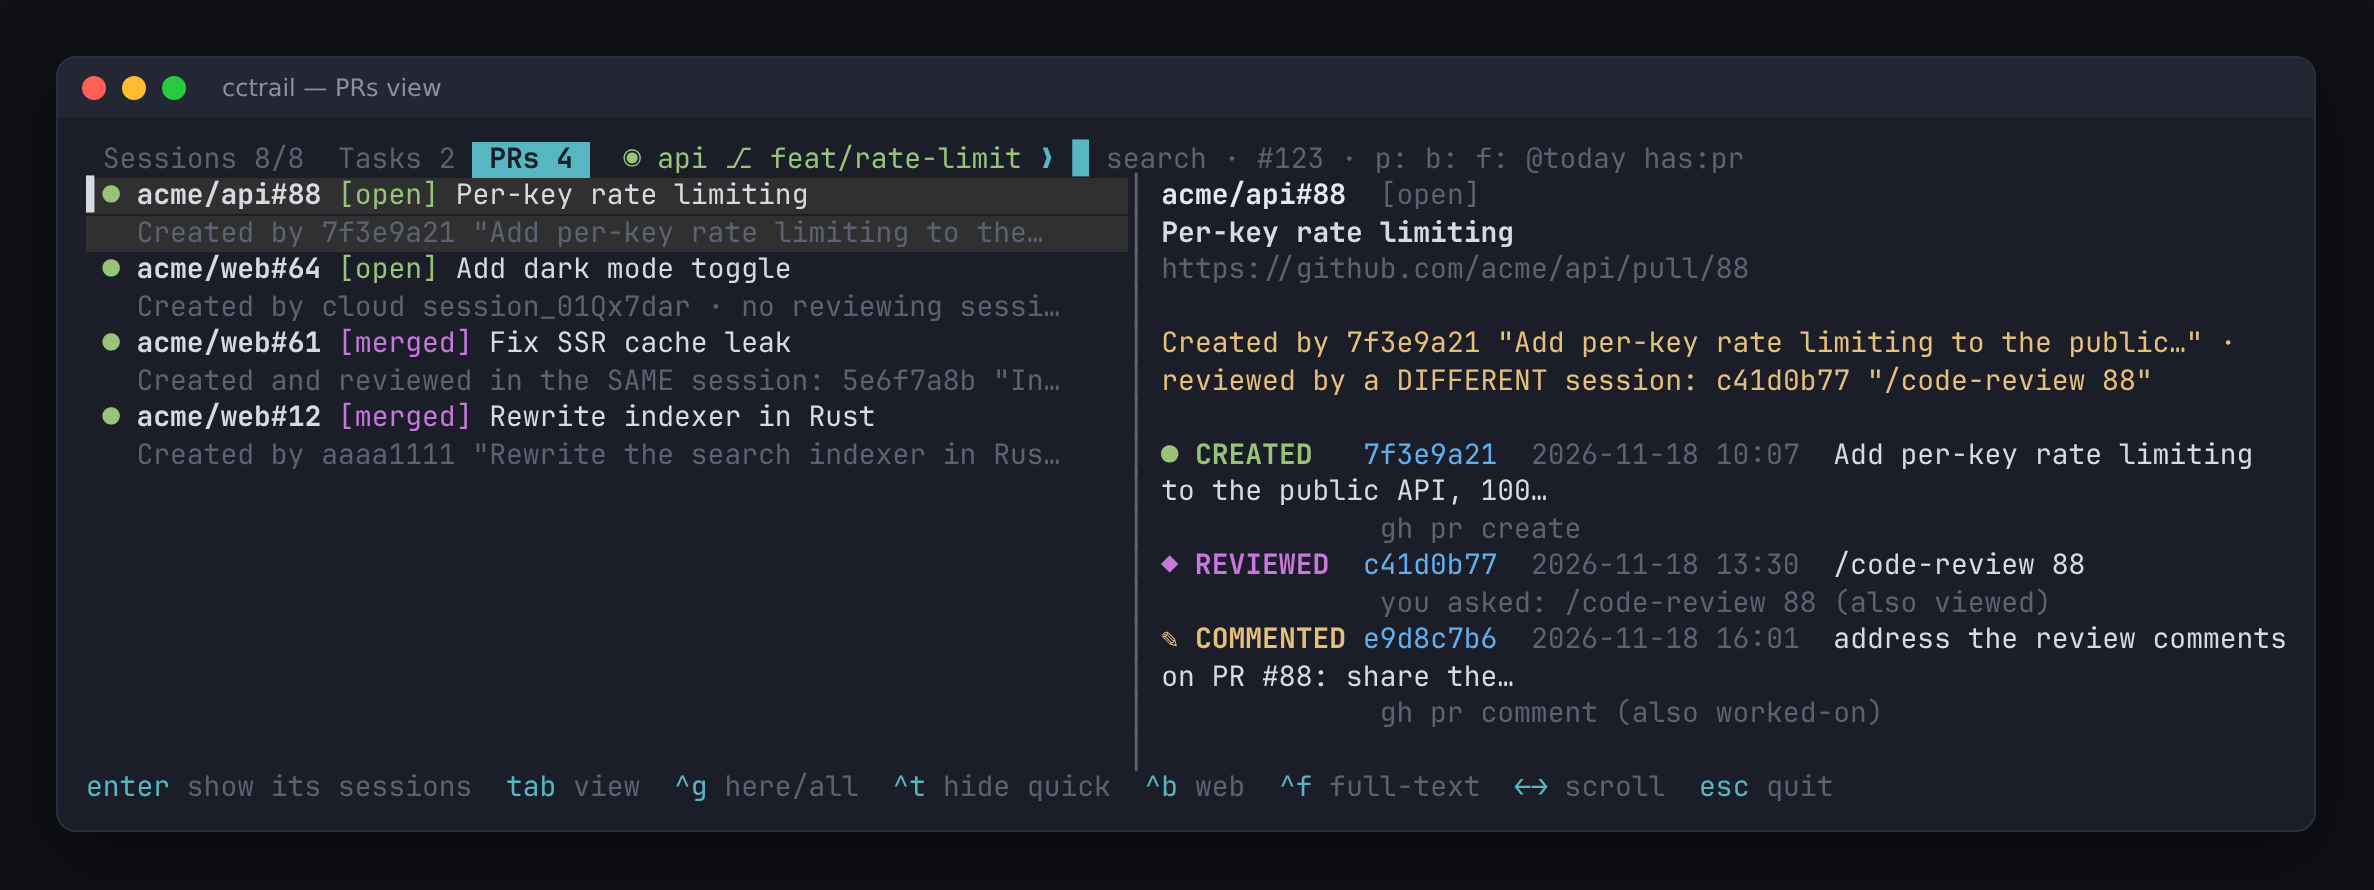 cctrail — PRs view
Sessions 8/8  Tasks 2  PRs 4  ◉ api ⎇ feat/rate-limit ❯ search · #123 · p: b: f: @today has:pr
● acme/api#88 [open] Per-key rate limiting
Created by 7f3e9a21 "Add per-key rate limiting to the…
● acme/web#64 [open] Add dark mode toggle
Created by cloud session_01Qx7dar · no reviewing sessi…
● acme/web#61 [merged] Fix SSR cache leak
Created and reviewed in the SAME session: 5e6f7a8b "In…
● acme/web#12 [merged] Rewrite indexer in Rust
Created by aaaa1111 "Rewrite the search indexer in Rus…
acme/api#88  [open]
Per-key rate limiting
https://github.com/acme/api/pull/88
Created by 7f3e9a21 "Add per-key rate limiting to the public…" ·
reviewed by a DIFFERENT session: c41d0b77 "/code-review 88"
● CREATED  7f3e9a21  2026-11-18 10:07  Add per-key rate limiting
to the public API, 100…
gh pr create
◆ REVIEWED  c41d0b77  2026-11-18 13:30  /code-review 88
you asked: /code-review 88 (also viewed)
✎ COMMENTED e9d8c7b6  2026-11-18 16:01  address the review comments
on PR #88: share the…
gh pr comment (also worked-on)
enter show its sessions  tab view  ^g here/all  ^t hide quick  ^b web  ^f full-text  ←→ scroll  esc quit